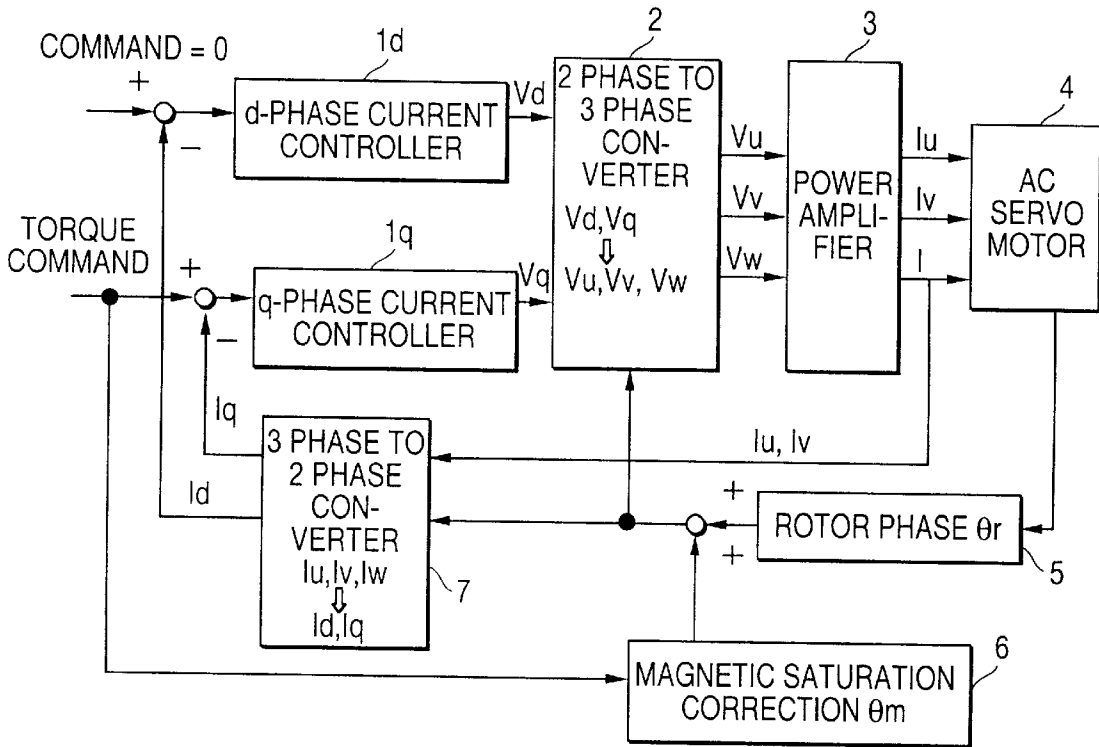 COMMAND = 0
+
−
1d
d-PHASE CURRENT
CONTROLLER
Vd
2
2 PHASE TO
3 PHASE
CON-
VERTER
Vd,Vq
⇩
Vu,Vv, Vw
Vu
Vv
Vw
3
POWER
AMPLI-
FIER
Iu
Iv
I
4
AC
SERVO
MOTOR
TORQUE
COMMAND
+
−
1q
q-PHASE CURRENT
CONTROLLER
Vq
Iq
Id
3 PHASE TO
2 PHASE
CON-
VERTER
Iu,Iv,Iw
⇩
Id,Iq
7
Iu, Iv
+
+
ROTOR PHASE θr
5
6
MAGNETIC SATURATION
CORRECTION θm